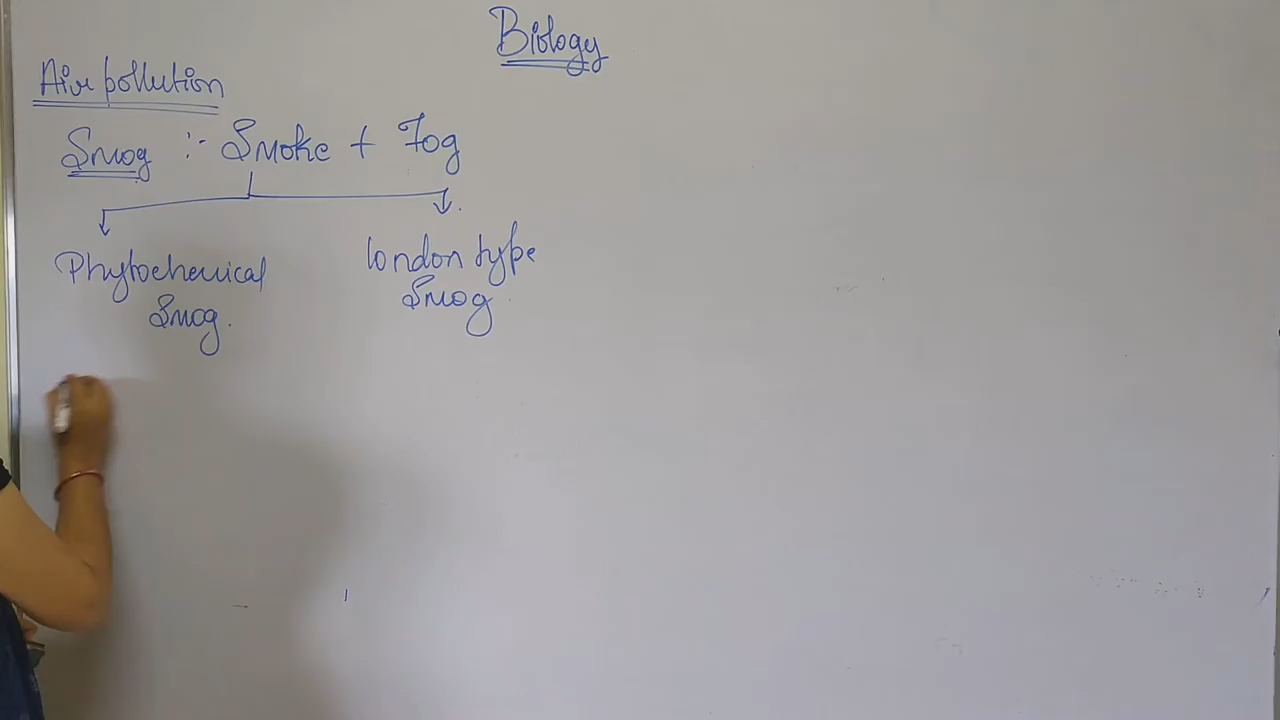 Biology
Air pollution
Smog :- Smoke + Fog
Phytochemical
Smog.
london type
Smog